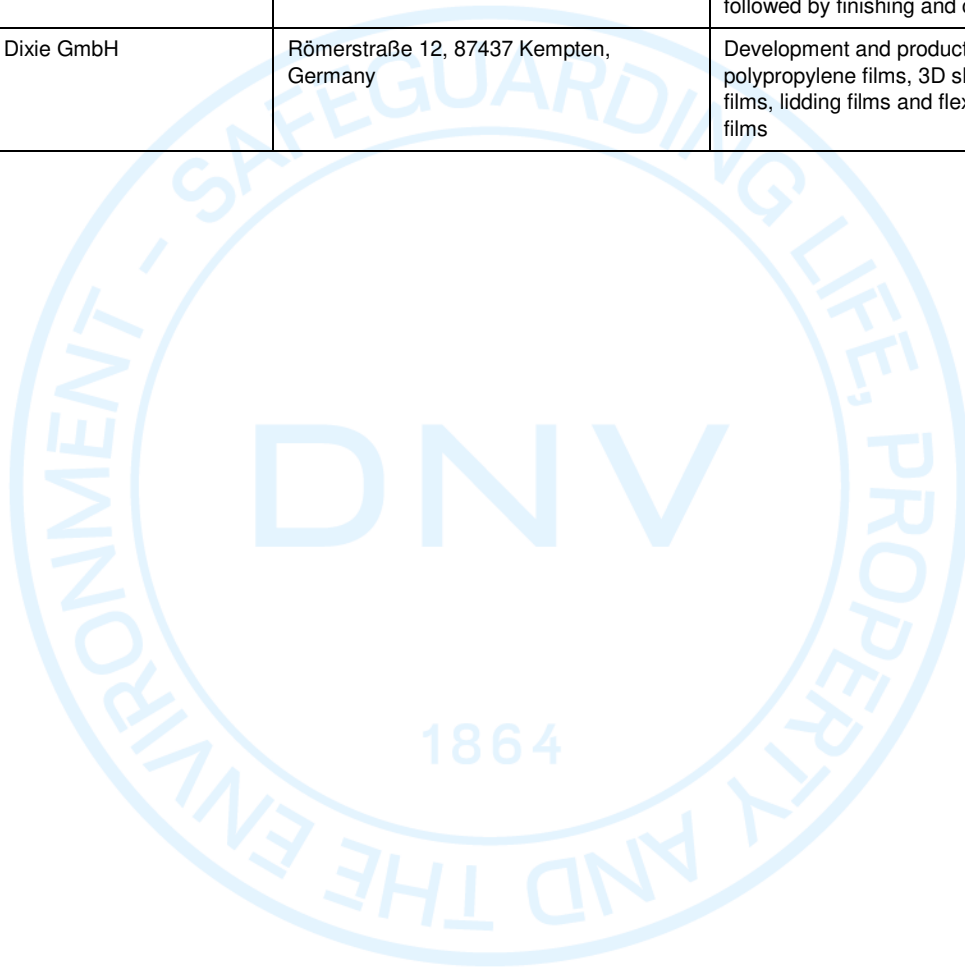 followed by finishing and
Dixie GmbH
Römerstraße 12, 87437 Kempten,
Germany
Development and product
polypropylene films, 3D s
films, lidding films and fle
films
SAFEGUARDING LIFE, PROPERTY AND THE ENVIRONMENT -
DNV
1864